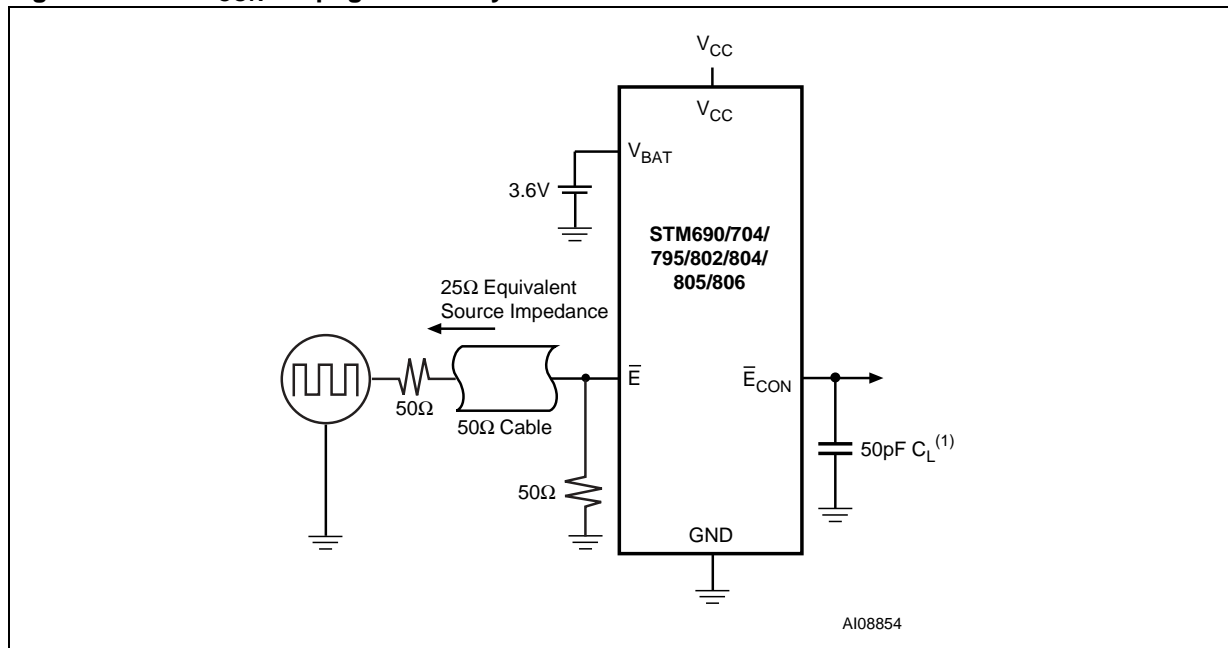 V_CC
V_CC
V_BAT
3.6V
STM690/704/
795/802/804/
805/806
25Ω Equivalent
Source Impedance
E̅
E̅_CON
50Ω
50Ω Cable
50pF C_L^(1)
50Ω
GND
AI08854